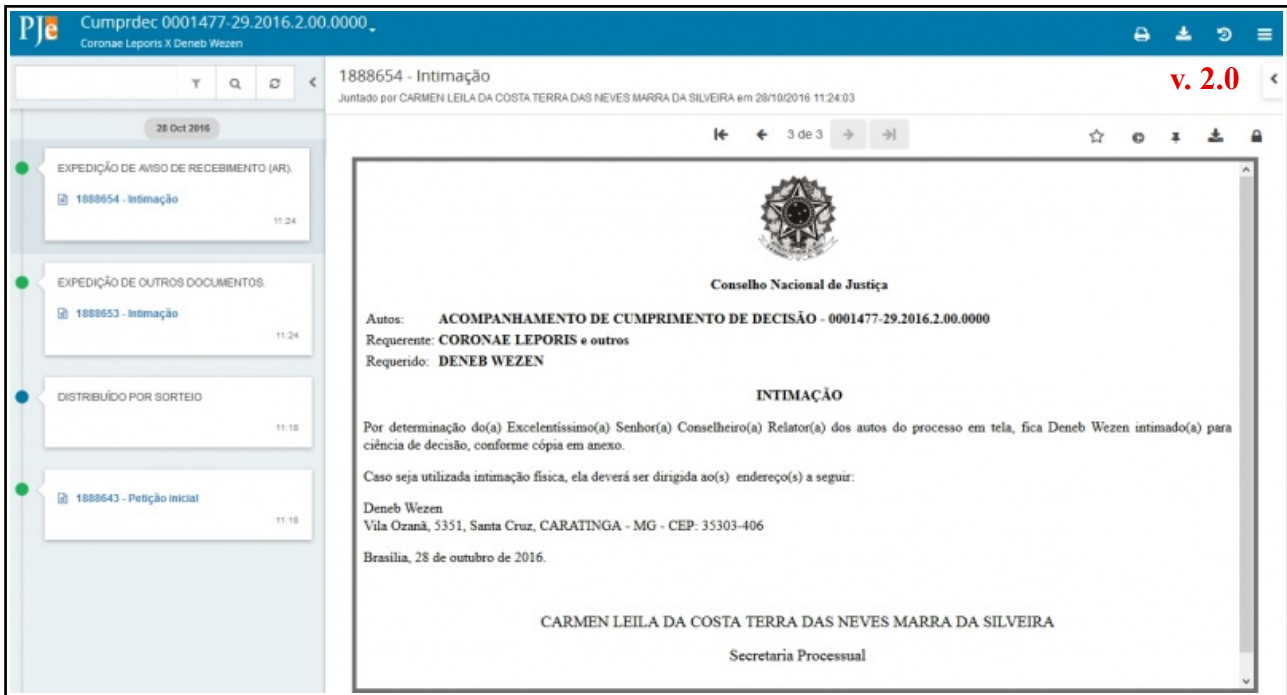 PJe
Cumprdec 0001477-29.2016.2.00.0000
Coronae Leporis X Deneb Wezen
1888654 - Intimação
Juntado por CARMEN LEILA DA COSTA TERRA DAS NEVES MARRA DA SILVEIRA em 28/10/2016 11:24:03
v. 2.0
3 de 3
28 Oct 2016
EXPEDIÇÃO DE AVISO DE RECEBIMENTO (AR).
1888654 - Intimação
11:24
EXPEDIÇÃO DE OUTROS DOCUMENTOS.
1888653 - Intimação
11:24
DISTRIBUÍDO POR SORTEIO
11:18
1888643 - Petição inicial
11:18
Conselho Nacional de Justiça
Autos: ACOMPANHAMENTO DE CUMPRIMENTO DE DECISÃO - 0001477-29.2016.2.00.0000
Requerente: CORONAE LEPORIS e outros
Requerido: DENEB WEZEN
INTIMAÇÃO
Por determinação do(a) Excelentíssimo(a) Senhor(a) Conselheiro(a) Relator(a) dos autos do processo em tela, fica Deneb Wezen intimado(a) para
ciência de decisão, conforme cópia em anexo.
Caso seja utilizada intimação física, ela deverá ser dirigida ao(s) endereço(s) a seguir:
Deneb Wezen
Vila Ozanã, 5351, Santa Cruz, CARATINGA - MG - CEP: 35303-406
Brasília, 28 de outubro de 2016.
CARMEN LEILA DA COSTA TERRA DAS NEVES MARRA DA SILVEIRA
Secretaria Processual